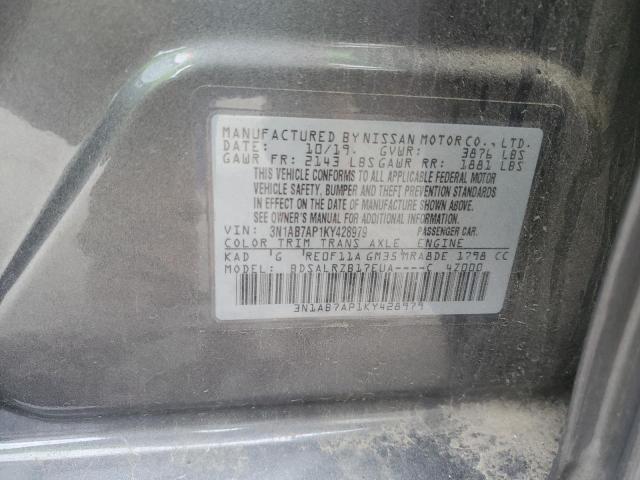 MANUFACTURED BY NISSAN MOTOR CO., LTD.
DATE: 10/19. GVWR: 3876 LBS
GAWR FR: 2143 LBS GAWR RR: 1881 LBS
THIS VEHICLE CONFORMS TO ALL APPLICABLE FEDERAL MOTOR
VEHICLE SAFETY, BUMPER AND THEFT PREVENTION STANDARDS
IN EFFECT ON THE DATE OF MANUFACTURE SHOWN ABOVE.
SEE OWNER'S MANUAL FOR ADDITIONAL INFORMATION.
VIN: 3N1AB7AP1KY428979 PASSENGER CAR.
COLOR TRIM TRANS AXLE ENGINE
KAD G RE0F11A GM35 MRA8DE 1798 CC
MODEL: BDSALRZB17EUA----C 4Z000
3N1AB7AP1KY428979